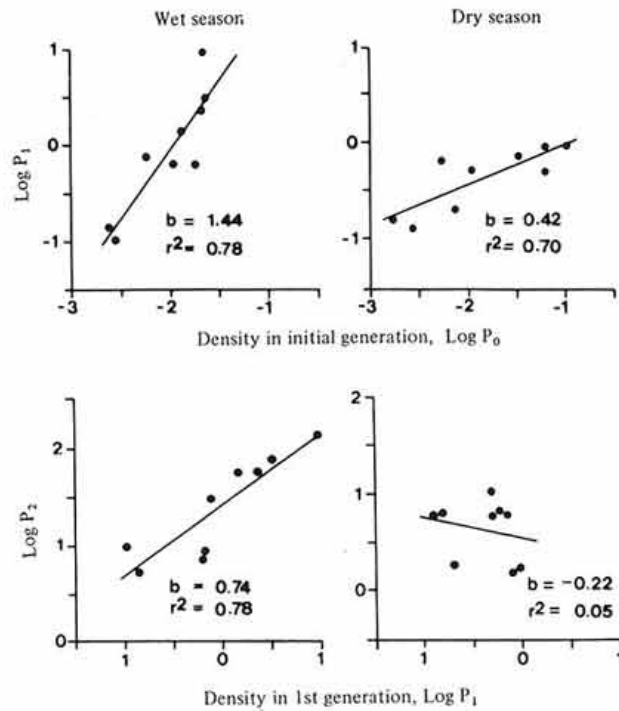 Wet season
Dry season
1
0
-1
Log P1
b = 1.44
r2 = 0.78
-3
-2
-1
1
0
-1
b = 0.42
r2 = 0.70
-3
-2
-1
Density in initial generation, Log P0
2
1
0
Log P2
b = 0.74
r2 = 0.78
1
0
1
2
1
0
b = -0.22
r2 = 0.05
1
0
Density in 1st generation, Log P1